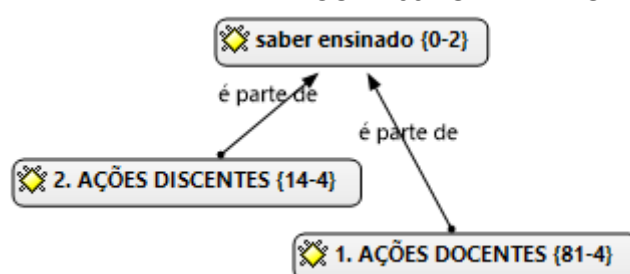 saber ensinado {0-2}
é parte de
é parte de
2. AÇÕES DISCENTES {14-4}
1. AÇÕES DOCENTES {81-4}